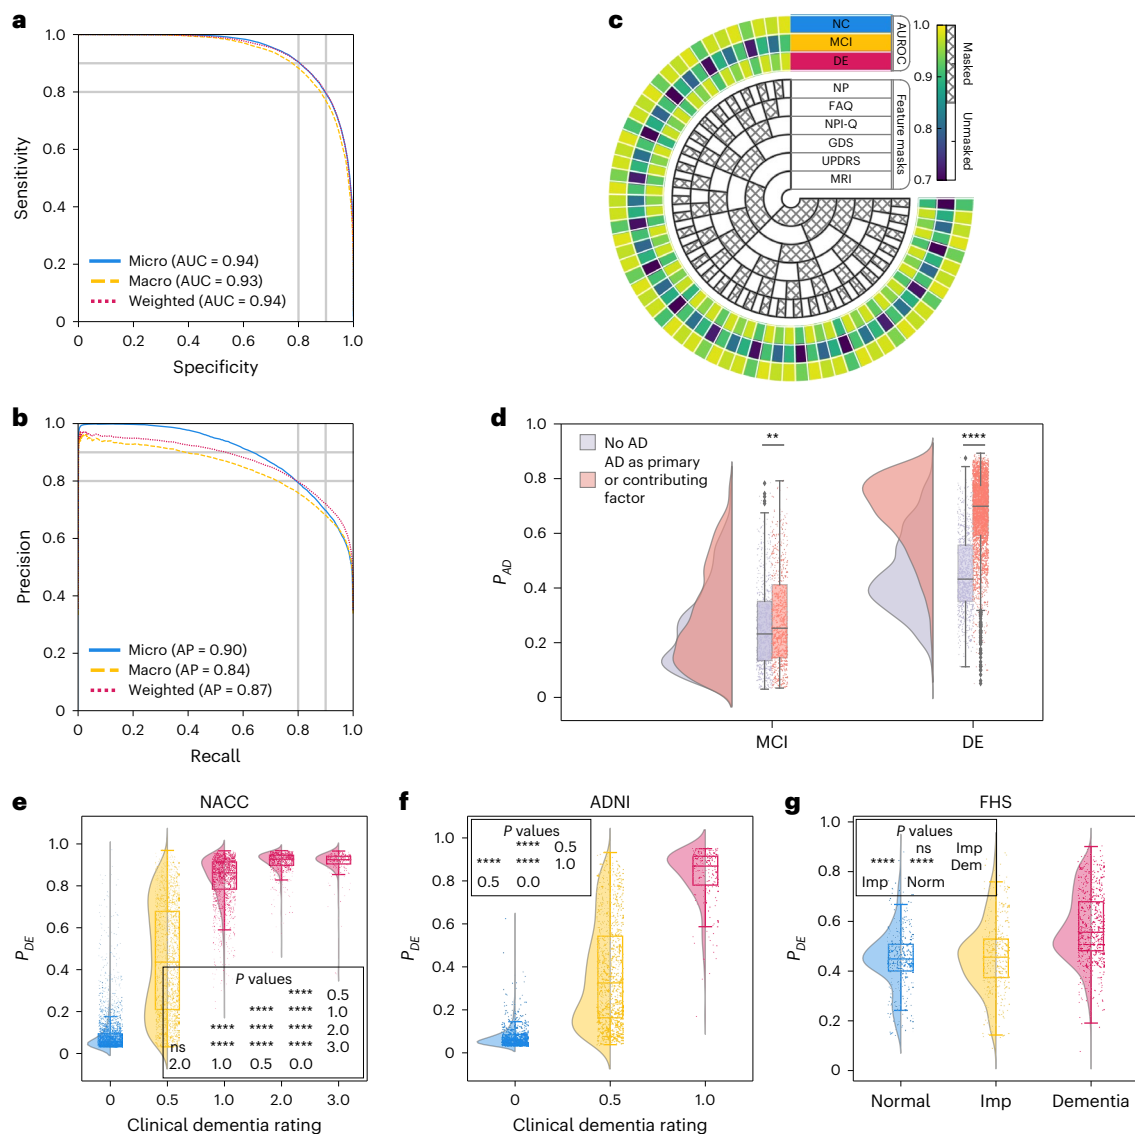 a
1.0
0.8
0.6
0.4
0.2
0
Sensitivity
Micro (AUC = 0.94)
Macro (AUC = 0.93)
Weighted (AUC = 0.94)
0 0.2 0.4 0.6 0.8 1.0
Specificity
c
NC
MCI
DE
AUROC
NP
FAQ
NPI-Q
GDS
UPDRS
MRI
Feature masks
1.0
0.9
0.8
0.7
Masked
Unmasked
b
1.0
0.8
0.6
0.4
0.2
0
Precision
Micro (AP = 0.90)
Macro (AP = 0.84)
Weighted (AP = 0.87)
0 0.2 0.4 0.6 0.8 1.0
Recall
d
1.0
0.8
0.6
0.4
0.2
0
P_AD
No AD
AD as primary
or contributing
factor
**
****
MCI DE
e
NACC
1.0
0.8
0.6
0.4
0.2
0
P_DE
P values
**** 0.5
**** **** 1.0
**** **** **** 2.0
ns **** **** **** 3.0
2.0 1.0 0.5 0.0
0 0.5 1.0 2.0 3.0
Clinical dementia rating
f
ADNI
1.0
0.8
0.6
0.4
0.2
0
P_DE
P values
**** 0.5
**** **** 1.0
0.5 0.0
0 0.5 1.0
Clinical dementia rating
g
FHS
1.0
0.8
0.6
0.4
0.2
0
P_DE
P values
ns Imp
**** **** Dem
Imp Norm
Normal Imp Dementia